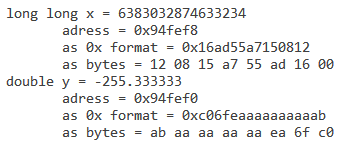 long long x = 6383032874633234
adress = 0x94fef8
as 0x format = 0x16ad55a7150812
as bytes = 12 08 15 a7 55 ad 16 00
double y = -255.333333
adress = 0x94fef0
as 0x format = 0xc06feaaaaaaaaaab
as bytes = ab aa aa aa aa ea 6f c0